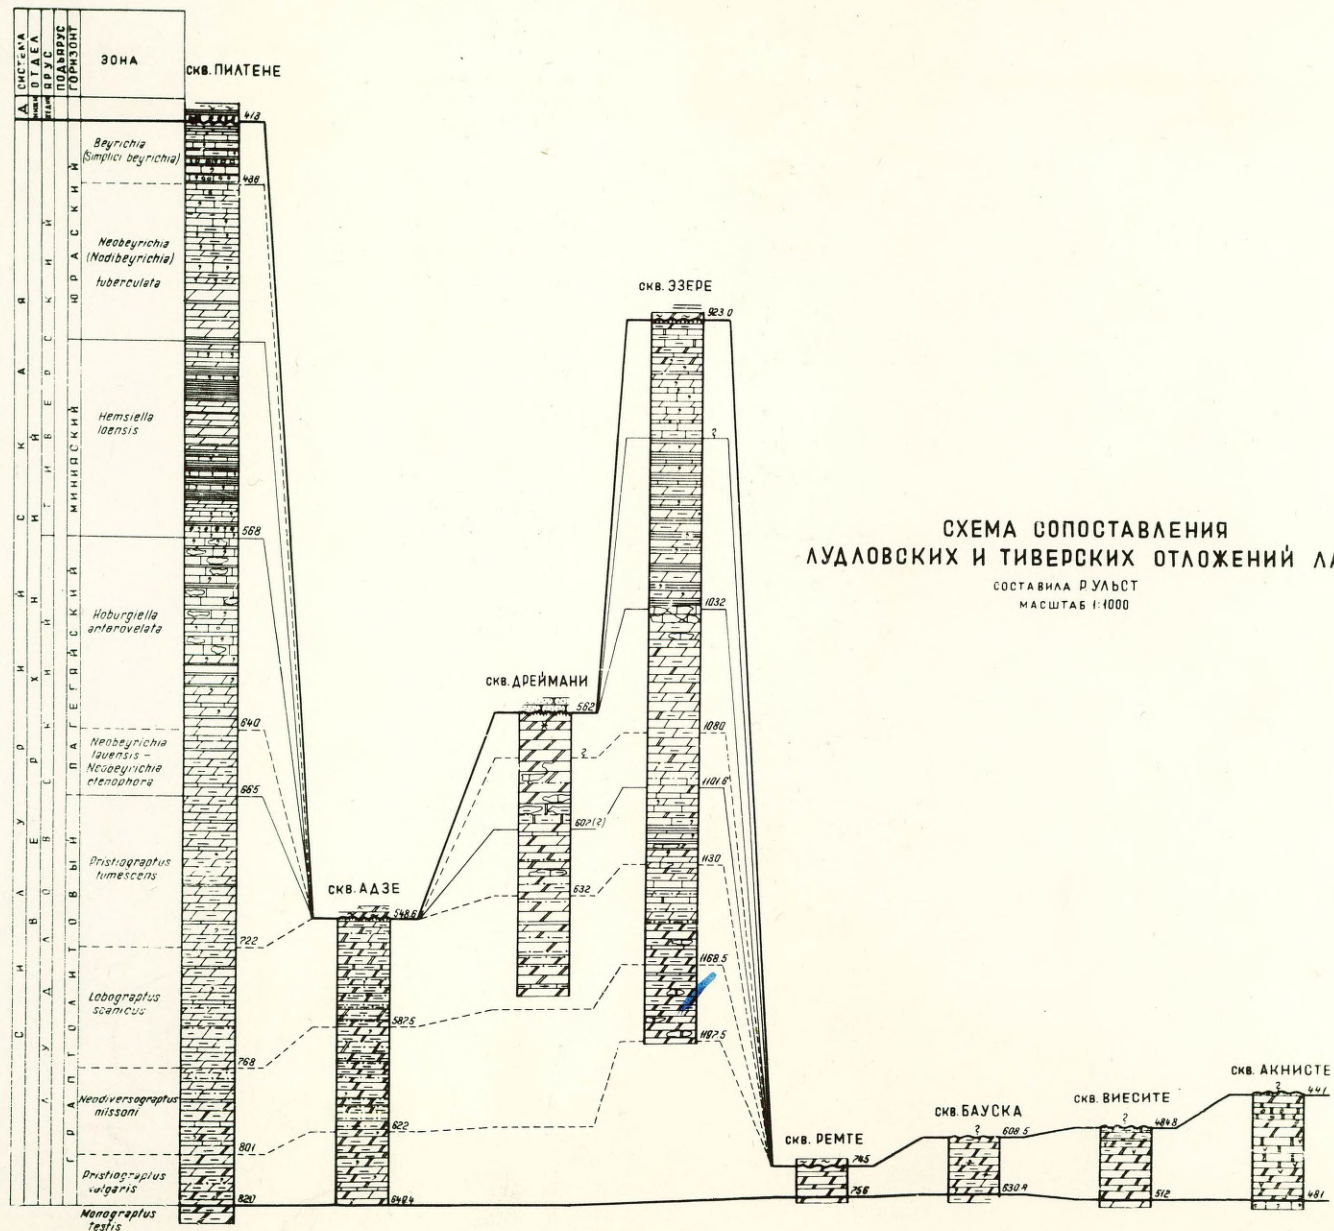 СИСТЕМА
ОТДЕЛ
ЯРУС
ПОДЪЯРУС
ГОРИЗОНТ
ЗОНА
Д
СИЛУРИЙСКАЯ
ВЕРХНИЙ
ЛУДЛОВСКИЙ
ТИВЕРСКИЙ
ЮРАСКИЙ
МИНИЯСКИЙ
ПАГЕГЯЙСКИЙ
ГРАПТОЛИТОВЫЙ
Beyrichia
(Simplici beyrichia)
Neobeyrichia
(Nodibeyrichia)
tuberculata
Hemsiella
loensis
Hoburgiella
arterovelata
Neobeyrichia
lauensis –
Neobeyrichia
ctenophora
Pristiograptus
tumescens
Lobograptus
scanicus
Neodiversograptus
nilssoni
Pristiograptus
vulgaris
Monograptus
testis
скв. ПИЛТЕНЕ
413
436
568
640
665
722
768
801
820
скв. АДЗЕ
548.6
587.5
622
649.4
скв. ДРЕЙМАНИ
562
?
607(?)
632
скв. ЭЗЕРЕ
923.0
?
1032
1080
1101.6
1130
1168.5
1197.5
СХЕМА СОПОСТАВЛЕНИЯ
ЛУДЛОВСКИХ И ТИВЕРСКИХ ОТЛОЖЕНИЙ ЛА
СОСТАВИЛА Р УЛЬСТ
МАСШТАБ 1:1000
скв. РЕМТЕ
745
756
скв. БАУСКА
?
608.5
630.9
скв. ВИЕСИТЕ
?
484.8
512
скв. АКНИСТЕ
?
441
481